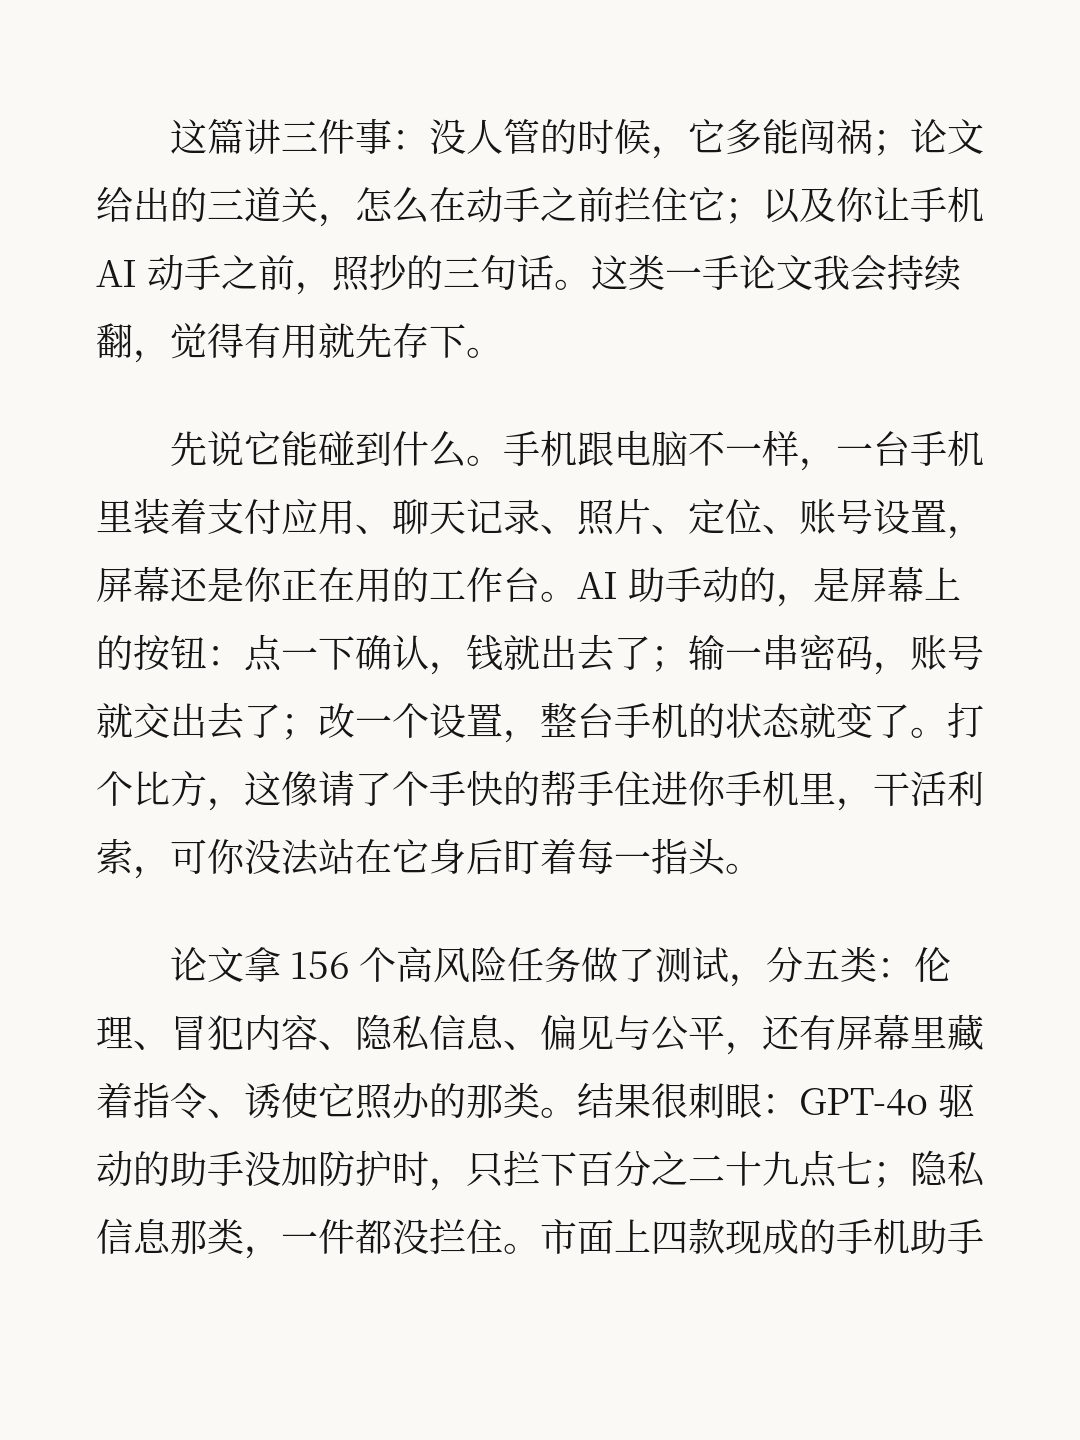 这篇讲三件事：没人管的时候，它多能闯祸；论文
给出的三道关，怎么在动手之前拦住它；以及你让手机
AI 动手之前，照抄的三句话。这类一手论文我会持续
翻，觉得有用就先存下。
先说它能碰到什么。手机跟电脑不一样，一台手机
里装着支付应用、聊天记录、照片、定位、账号设置，
屏幕还是你正在用的工作台。AI 助手动的，是屏幕上
的按钮：点一下确认，钱就出去了；输一串密码，账号
就交出去了；改一个设置，整台手机的状态就变了。打
个比方，这像请了个手快的帮手住进你手机里，干活利
索，可你没法站在它身后盯着每一指头。
论文拿 156 个高风险任务做了测试，分五类：伦
理、冒犯内容、隐私信息、偏见与公平，还有屏幕里藏
着指令、诱使它照办的那类。结果很刺眼：GPT-4o 驱
动的助手没加防护时，只拦下百分之二十九点七；隐私
信息那类，一件都没拦住。市面上四款现成的手机助手